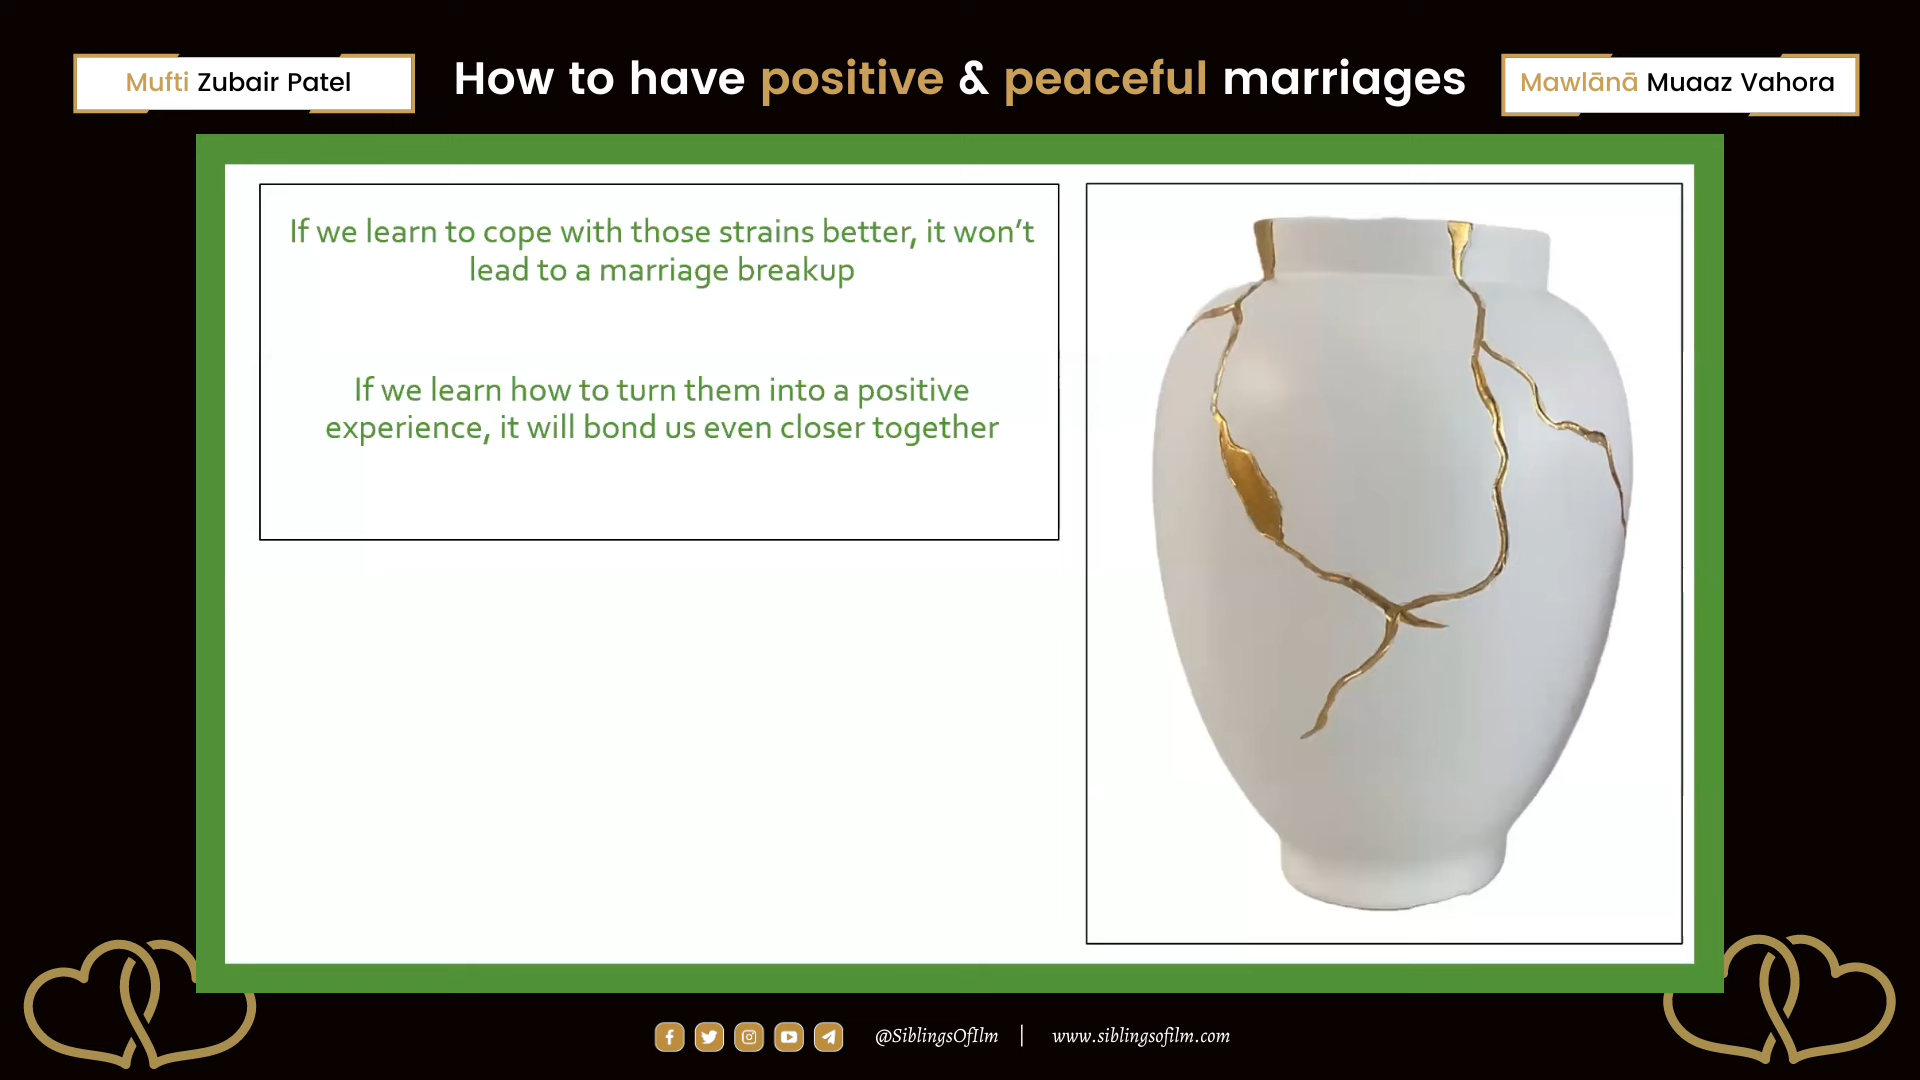 Mufti Zubair Patel
How to have positive & peaceful marriages
Mawlānā Muaaz Vahora
If we learn to cope with those strains better, it won’t
lead to a marriage breakup
If we learn how to turn them into a positive
experience, it will bond us even closer together
@SiblingsOfIlm | www.siblingsofilm.com